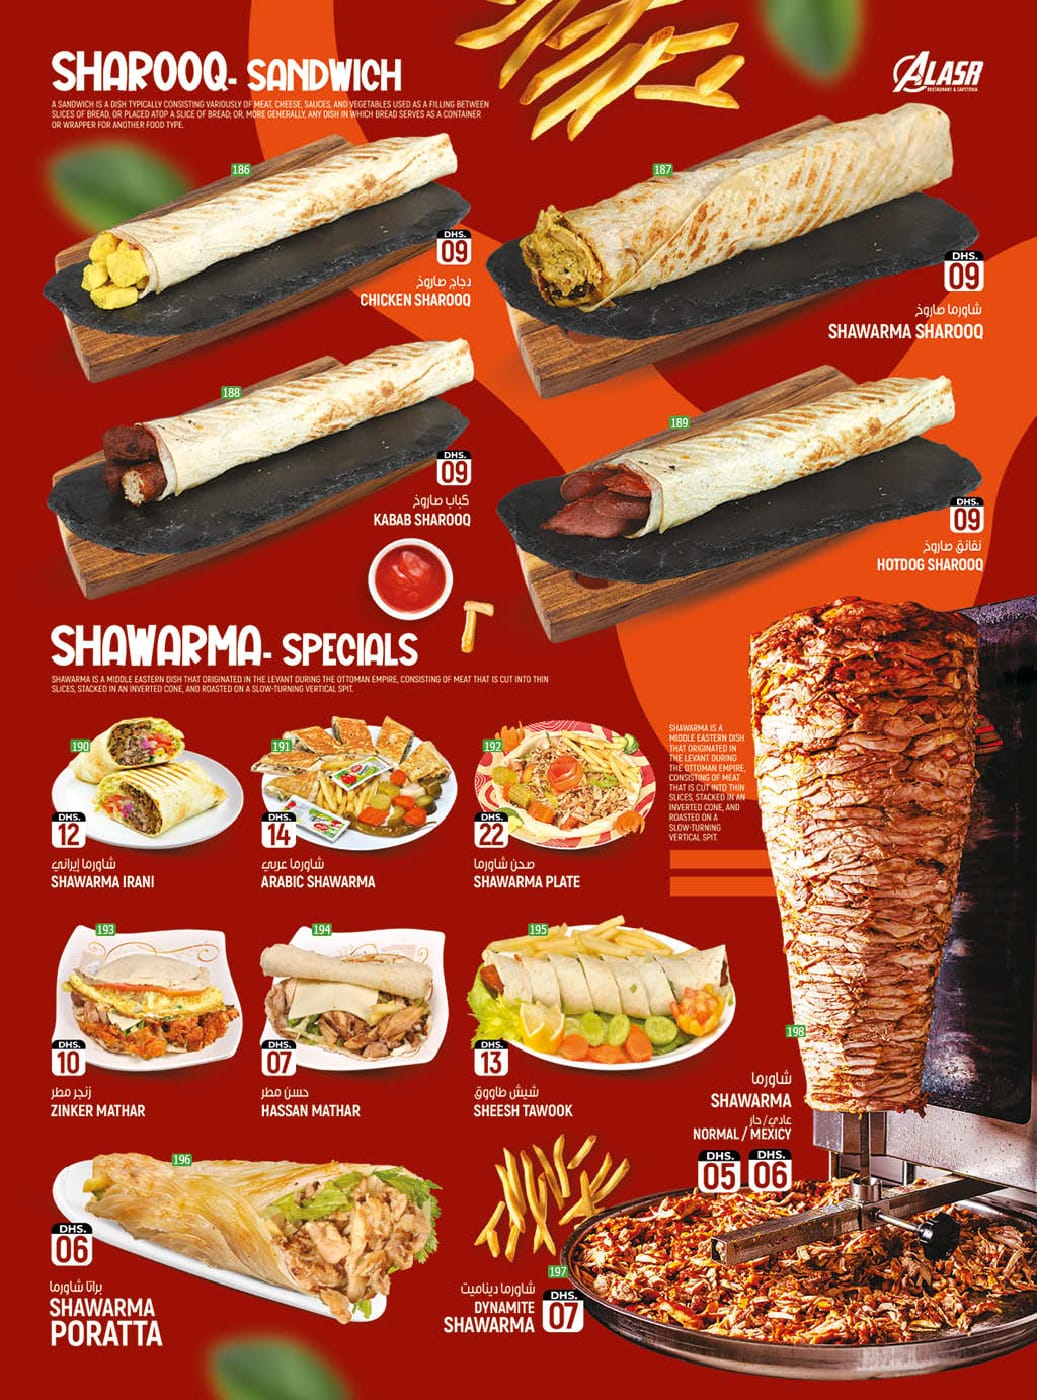 SHAROOQ- SANDWICH
A SANDWICH IS A DISH TYPICALLY CONSISTING VARIOUSLY OF MEAT, CHEESE, SAUCES, AND VEGETABLES USED AS A FILLING BETWEEN
SLICES OF BREAD, OR PLACED ATOP A SLICE OF BREAD; OR, MORE GENERALLY, ANY DISH IN WHICH BREAD SERVES AS A CONTAINER
OR WRAPPER FOR ANOTHER FOOD TYPE.
ALASR
RESTAURANT & CAFETERIA
186
DHS.
09
دجاج صاروخ
CHICKEN SHAROOQ
187
DHS.
09
شاورما صاروخ
SHAWARMA SHAROOQ
188
DHS.
09
كباب صاروخ
KABAB SHAROOQ
189
DHS.
09
نقانق صاروخ
HOTDOG SHAROOQ
SHAWARMA- SPECIALS
SHAWARMA IS A MIDDLE EASTERN DISH THAT ORIGINATED IN THE LEVANT DURING THE OTTOMAN EMPIRE, CONSISTING OF MEAT THAT IS CUT INTO THIN
SLICES, STACKED IN AN INVERTED CONE, AND ROASTED ON A SLOW-TURNING VERTICAL SPIT.
190
DHS.
12
شاورما إيراني
SHAWARMA IRANI
191
DHS.
14
شاورما عربي
ARABIC SHAWARMA
192
DHS.
22
صحن شاورما
SHAWARMA PLATE
SHAWARMA IS A
MIDDLE EASTERN DISH
THAT ORIGINATED IN
THE LEVANT DURING
THE OTTOMAN EMPIRE,
CONSISTING OF MEAT
THAT IS CUT INTO THIN
SLICES, STACKED IN AN
INVERTED CONE, AND
ROASTED ON A
SLOW-TURNING
VERTICAL SPIT.
193
DHS.
10
زنجر مطر
ZINKER MATHAR
194
DHS.
07
حسن مطر
HASSAN MATHAR
195
DHS.
13
شيش طاووق
SHEESH TAWOOK
198
شاورما
SHAWARMA
عادي/ حار
NORMAL / MEXICY
DHS.
05
DHS.
06
196
DHS.
06
براتا شاورما
SHAWARMA
PORATTA
197
شاورما ديناميت
DYNAMITE
SHAWARMA
DHS.
07